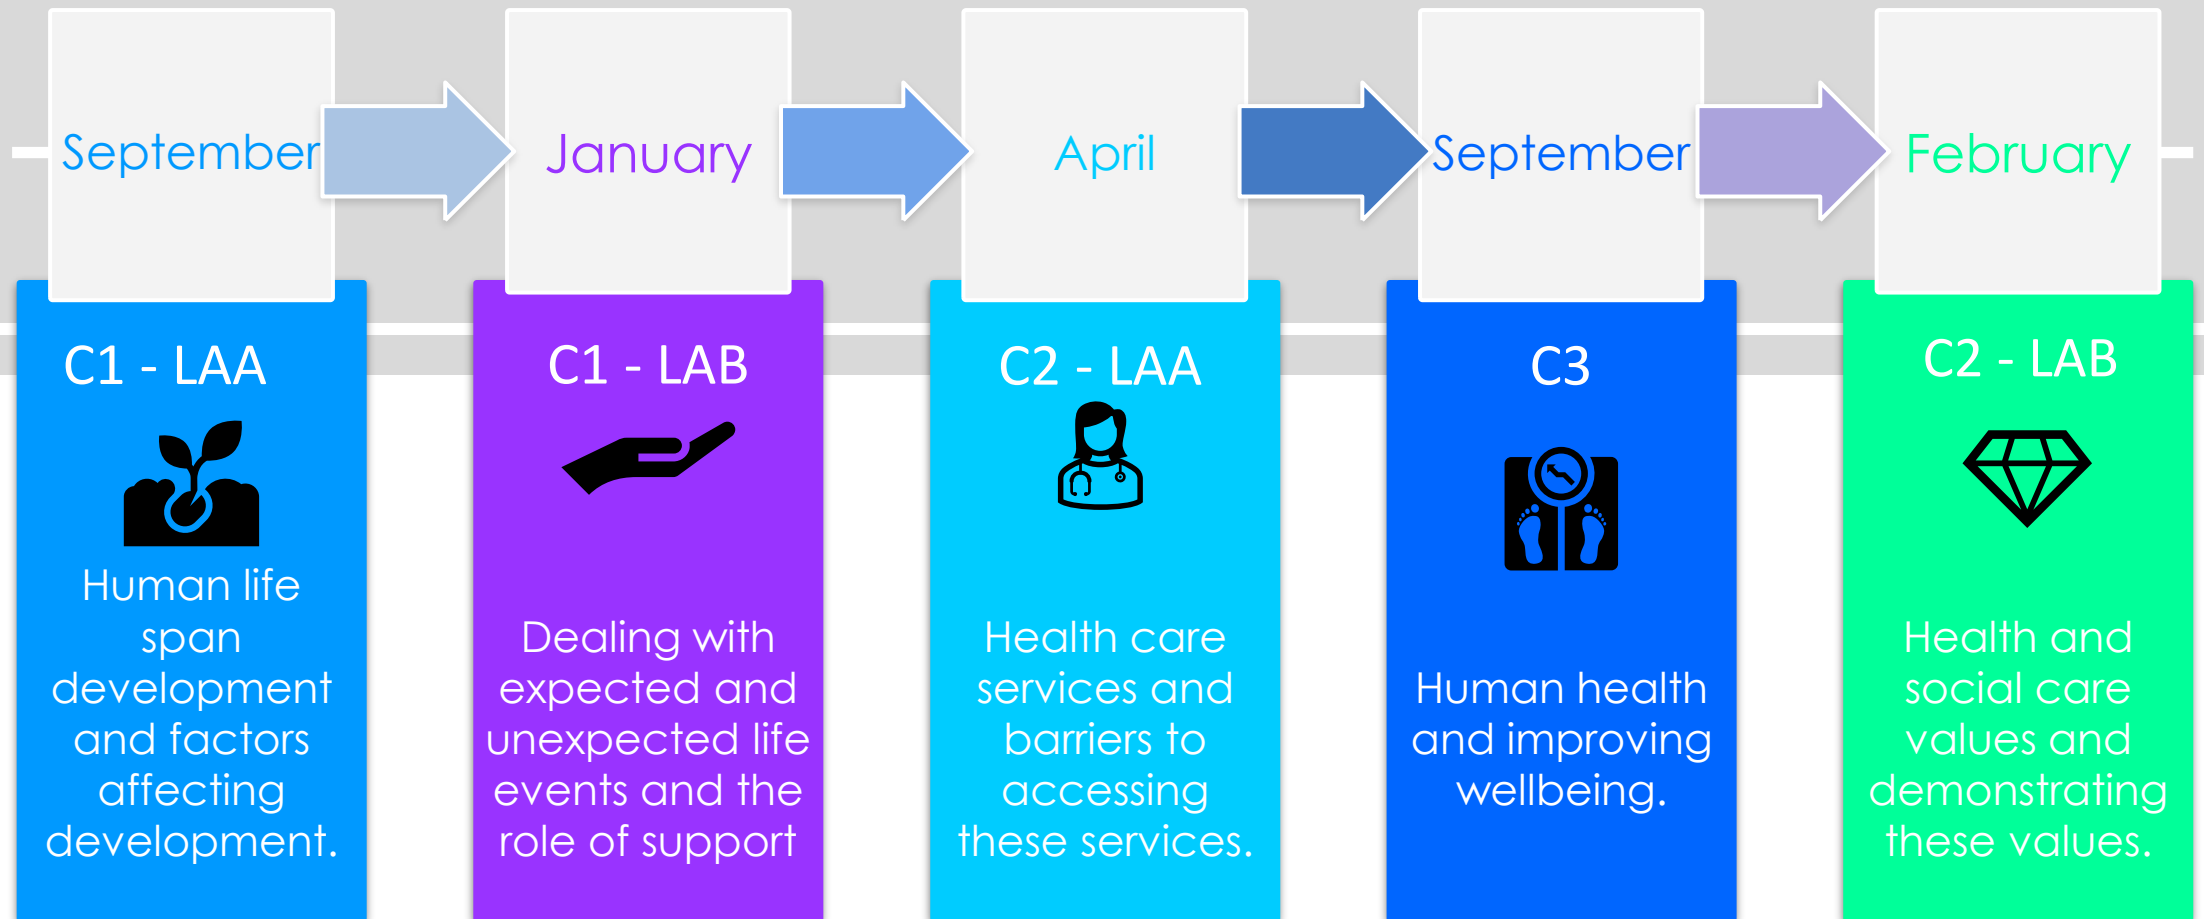 September
January
April
September
February
C1 - LAA
Human life
span
development
and factors
affecting
development.
C1 - LAB
Dealing with
expected and
unexpected life
events and the
role of support
C2 - LAA
Health care
services and
barriers to
accessing
these services.
C3
Human health
and improving
wellbeing.
C2 - LAB
Health and
social care
values and
demonstrating
these values.